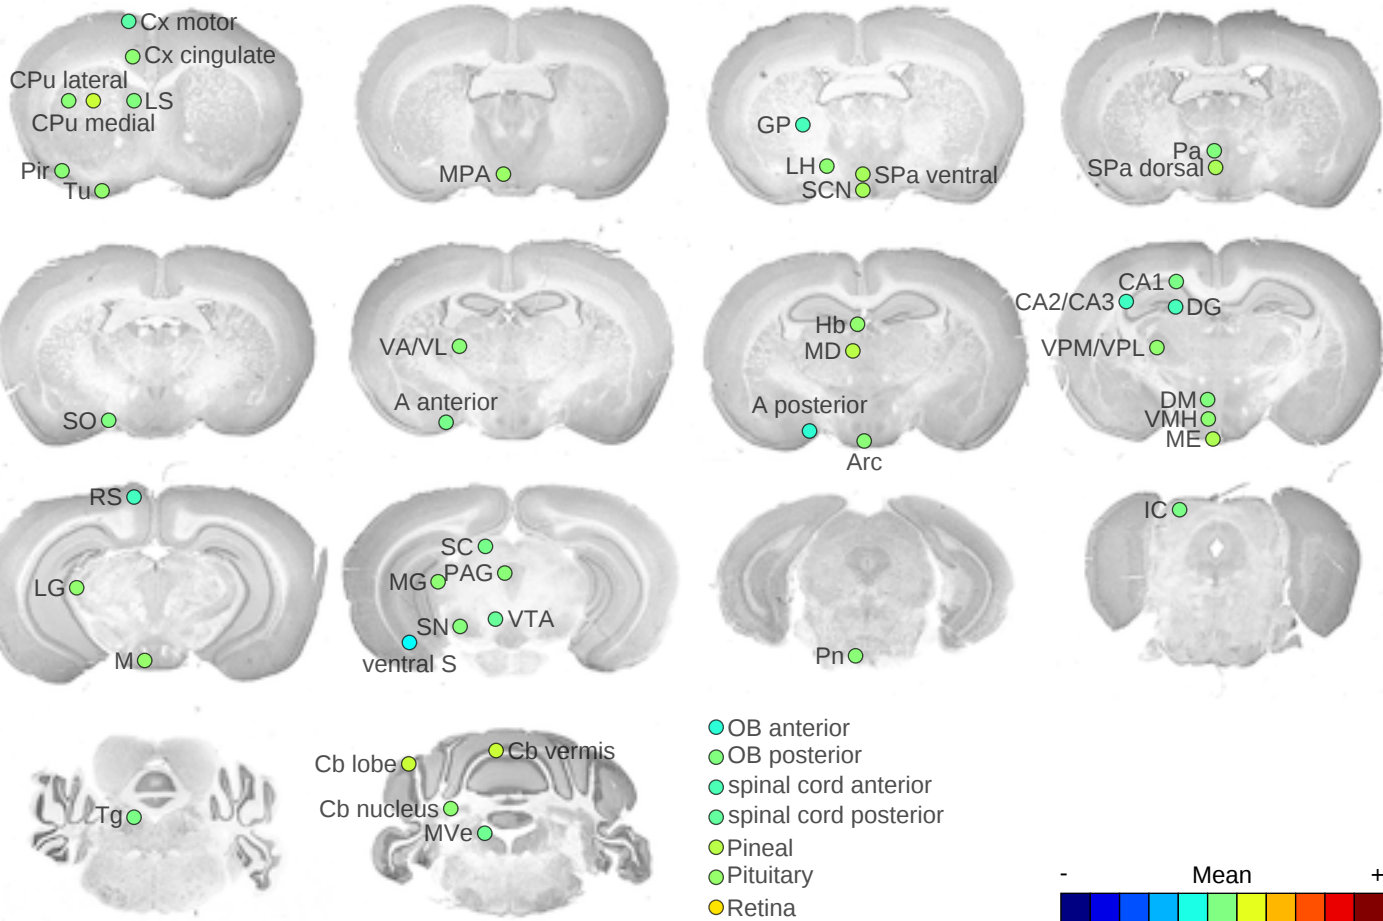 Cx motor
Cx cingulate
CPu lateral
LS
CPu medial
Pir
Tu
MPA
GP
LH
SPa ventral
SCN
Pa
SPa dorsal
SO
VA/VL
A anterior
Hb
MD
A posterior
Arc
CA1
CA2/CA3
DG
VPM/VPL
DM
VMH
ME
RS
LG
M
SC
MG
PAG
SN
VTA
ventral S
Pn
IC
Tg
Cb lobe
Cb vermis
Cb nucleus
MVe
OB anterior
OB posterior
spinal cord anterior
spinal cord posterior
Pineal
Pituitary
Retina
- Mean +